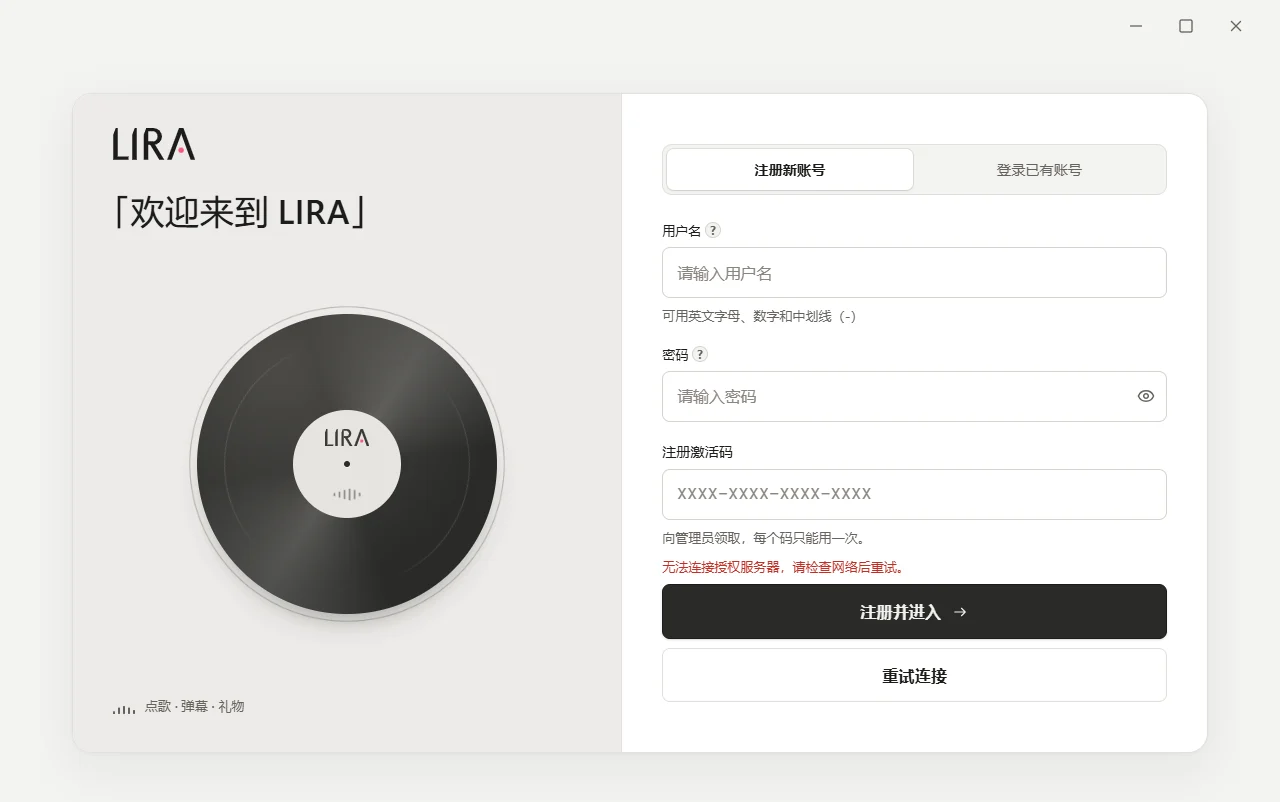 LIRA
「欢迎来到 LIRA」
LIRA
点歌 · 弹幕 · 礼物
注册新账号
登录已有账号
用户名 ?
请输入用户名
可用英文字母、数字和中划线（-）
密码 ?
请输入密码
注册激活码
XXXX-XXXX-XXXX-XXXX
向管理员领取，每个码只能用一次。
无法连接授权服务器，请检查网络后重试。
注册并进入 →
重试连接